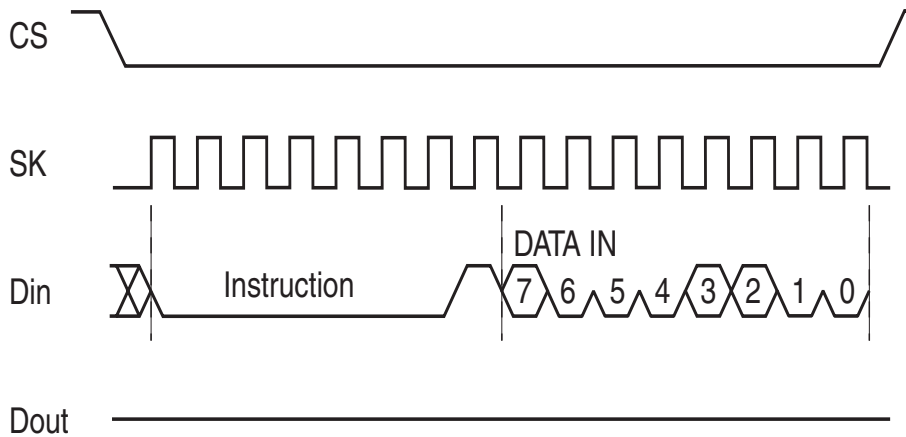 CS
SK
DATA IN
Din Instruction 7 6 5 4 3 2 1 0
Dout